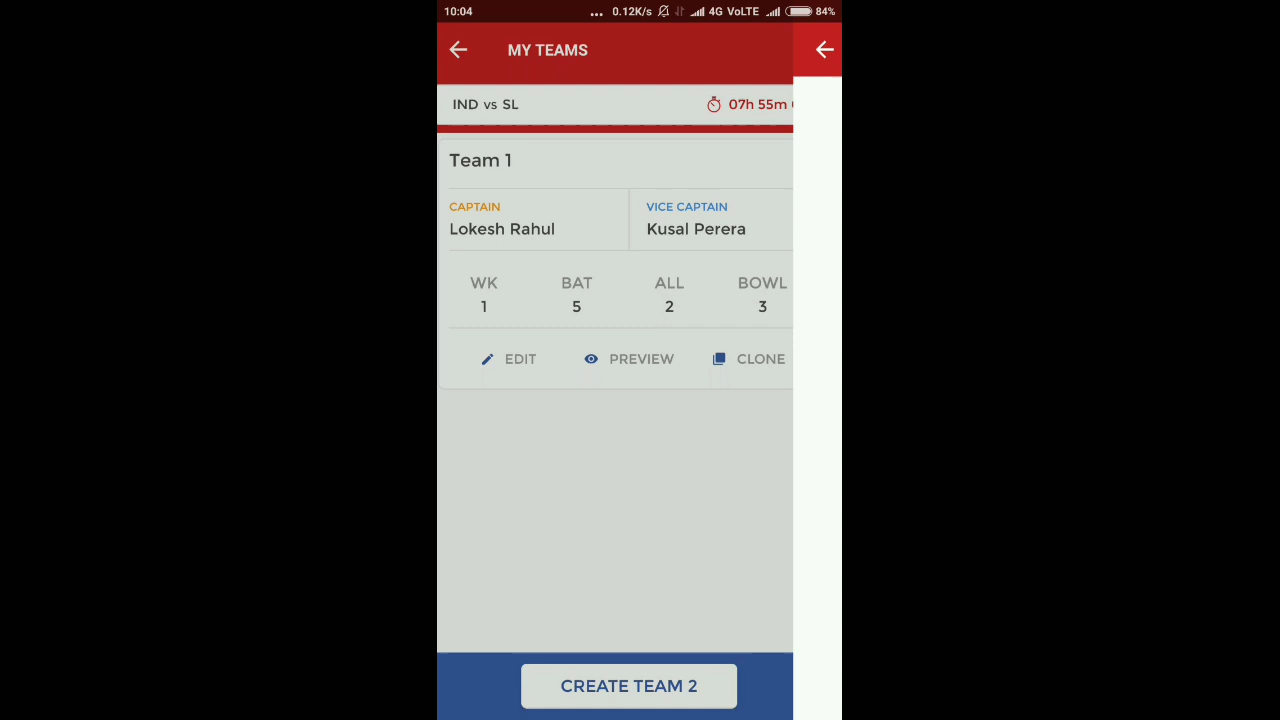 10:04 ... 0.12K/s 4G VoLTE 84%
MY TEAMS
IND vs SL 07h 55m
Team 1
CAPTAIN VICE CAPTAIN
Lokesh Rahul Kusal Perera
WK BAT ALL BOWL
1 5 2 3
EDIT PREVIEW CLONE
CREATE TEAM 2